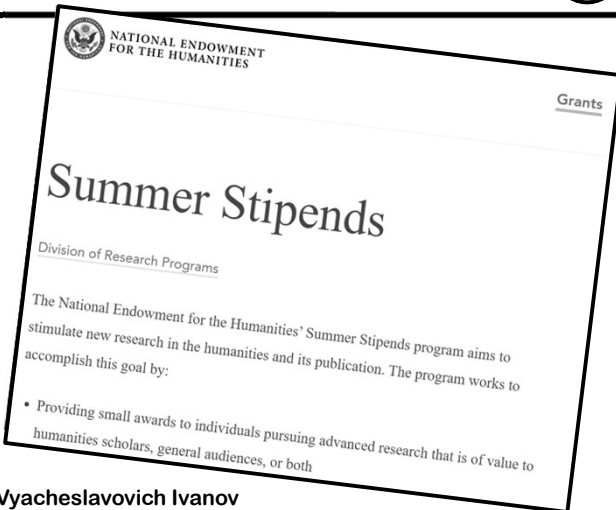 NATIONAL ENDOWMENT
FOR THE HUMANITIES
Grants
Summer Stipends
Division of Research Programs
The National Endowment for the Humanities' Summer Stipends program aims to
stimulate new research in the humanities and its publication. The program works to
accomplish this goal by:
• Providing small awards to individuals pursuing advanced research that is of value to
humanities scholars, general audiences, or both
Vyacheslavovich Ivanov